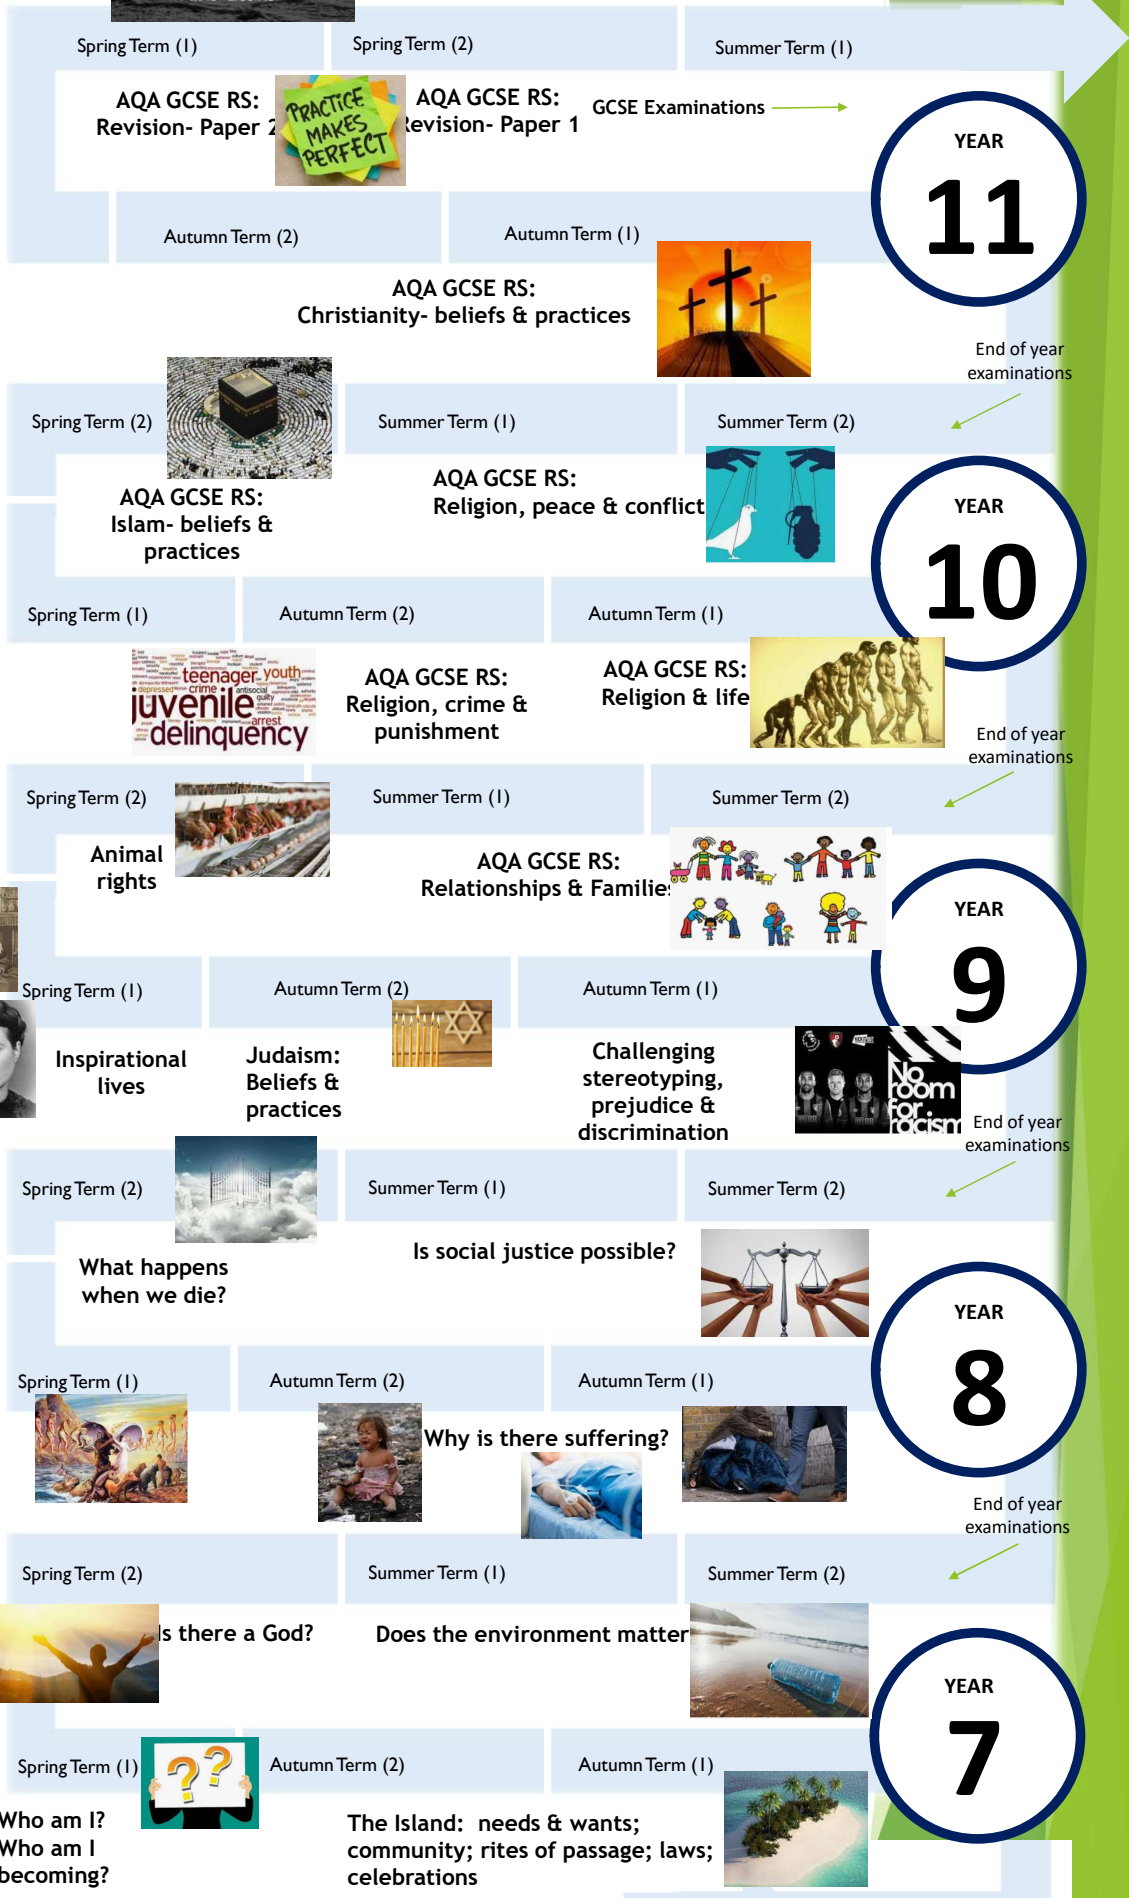 Spring Term (1)
Spring Term (2)
Summer Term (1)
AQA GCSE RS:
Revision- Paper 2
PRACTICE
MAKES
PERFECT
AQA GCSE RS:
Revision- Paper 1
GCSE Examinations
YEAR
11
Autumn Term (2)
Autumn Term (1)
AQA GCSE RS:
Christianity- beliefs & practices
End of year
examinations
Spring Term (2)
Summer Term (1)
Summer Term (2)
AQA GCSE RS:
Islam- beliefs &
practices
AQA GCSE RS:
Religion, peace & conflict
YEAR
10
Spring Term (1)
Autumn Term (2)
Autumn Term (1)
teenager youth
depressed crime antisocial
guilty
juvenile
arrest
delinquency
AQA GCSE RS:
Religion, crime &
punishment
AQA GCSE RS:
Religion & life
End of year
examinations
Spring Term (2)
Summer Term (1)
Summer Term (2)
Animal
rights
AQA GCSE RS:
Relationships & Families
YEAR
9
Spring Term (1)
Autumn Term (2)
Autumn Term (1)
Inspirational
lives
Judaism:
Beliefs &
practices
Challenging
stereotyping,
prejudice &
discrimination
No
room
for
racism
End of year
examinations
Spring Term (2)
Summer Term (1)
Summer Term (2)
What happens
when we die?
Is social justice possible?
YEAR
8
Spring Term (1)
Autumn Term (2)
Autumn Term (1)
Why is there suffering?
End of year
examinations
Spring Term (2)
Summer Term (1)
Summer Term (2)
Is there a God?
Does the environment matter
YEAR
7
Spring Term (1)
Autumn Term (2)
Autumn Term (1)
??
Who am I?
Who am I
becoming?
The Island:  needs & wants;
community; rites of passage; laws;
celebrations